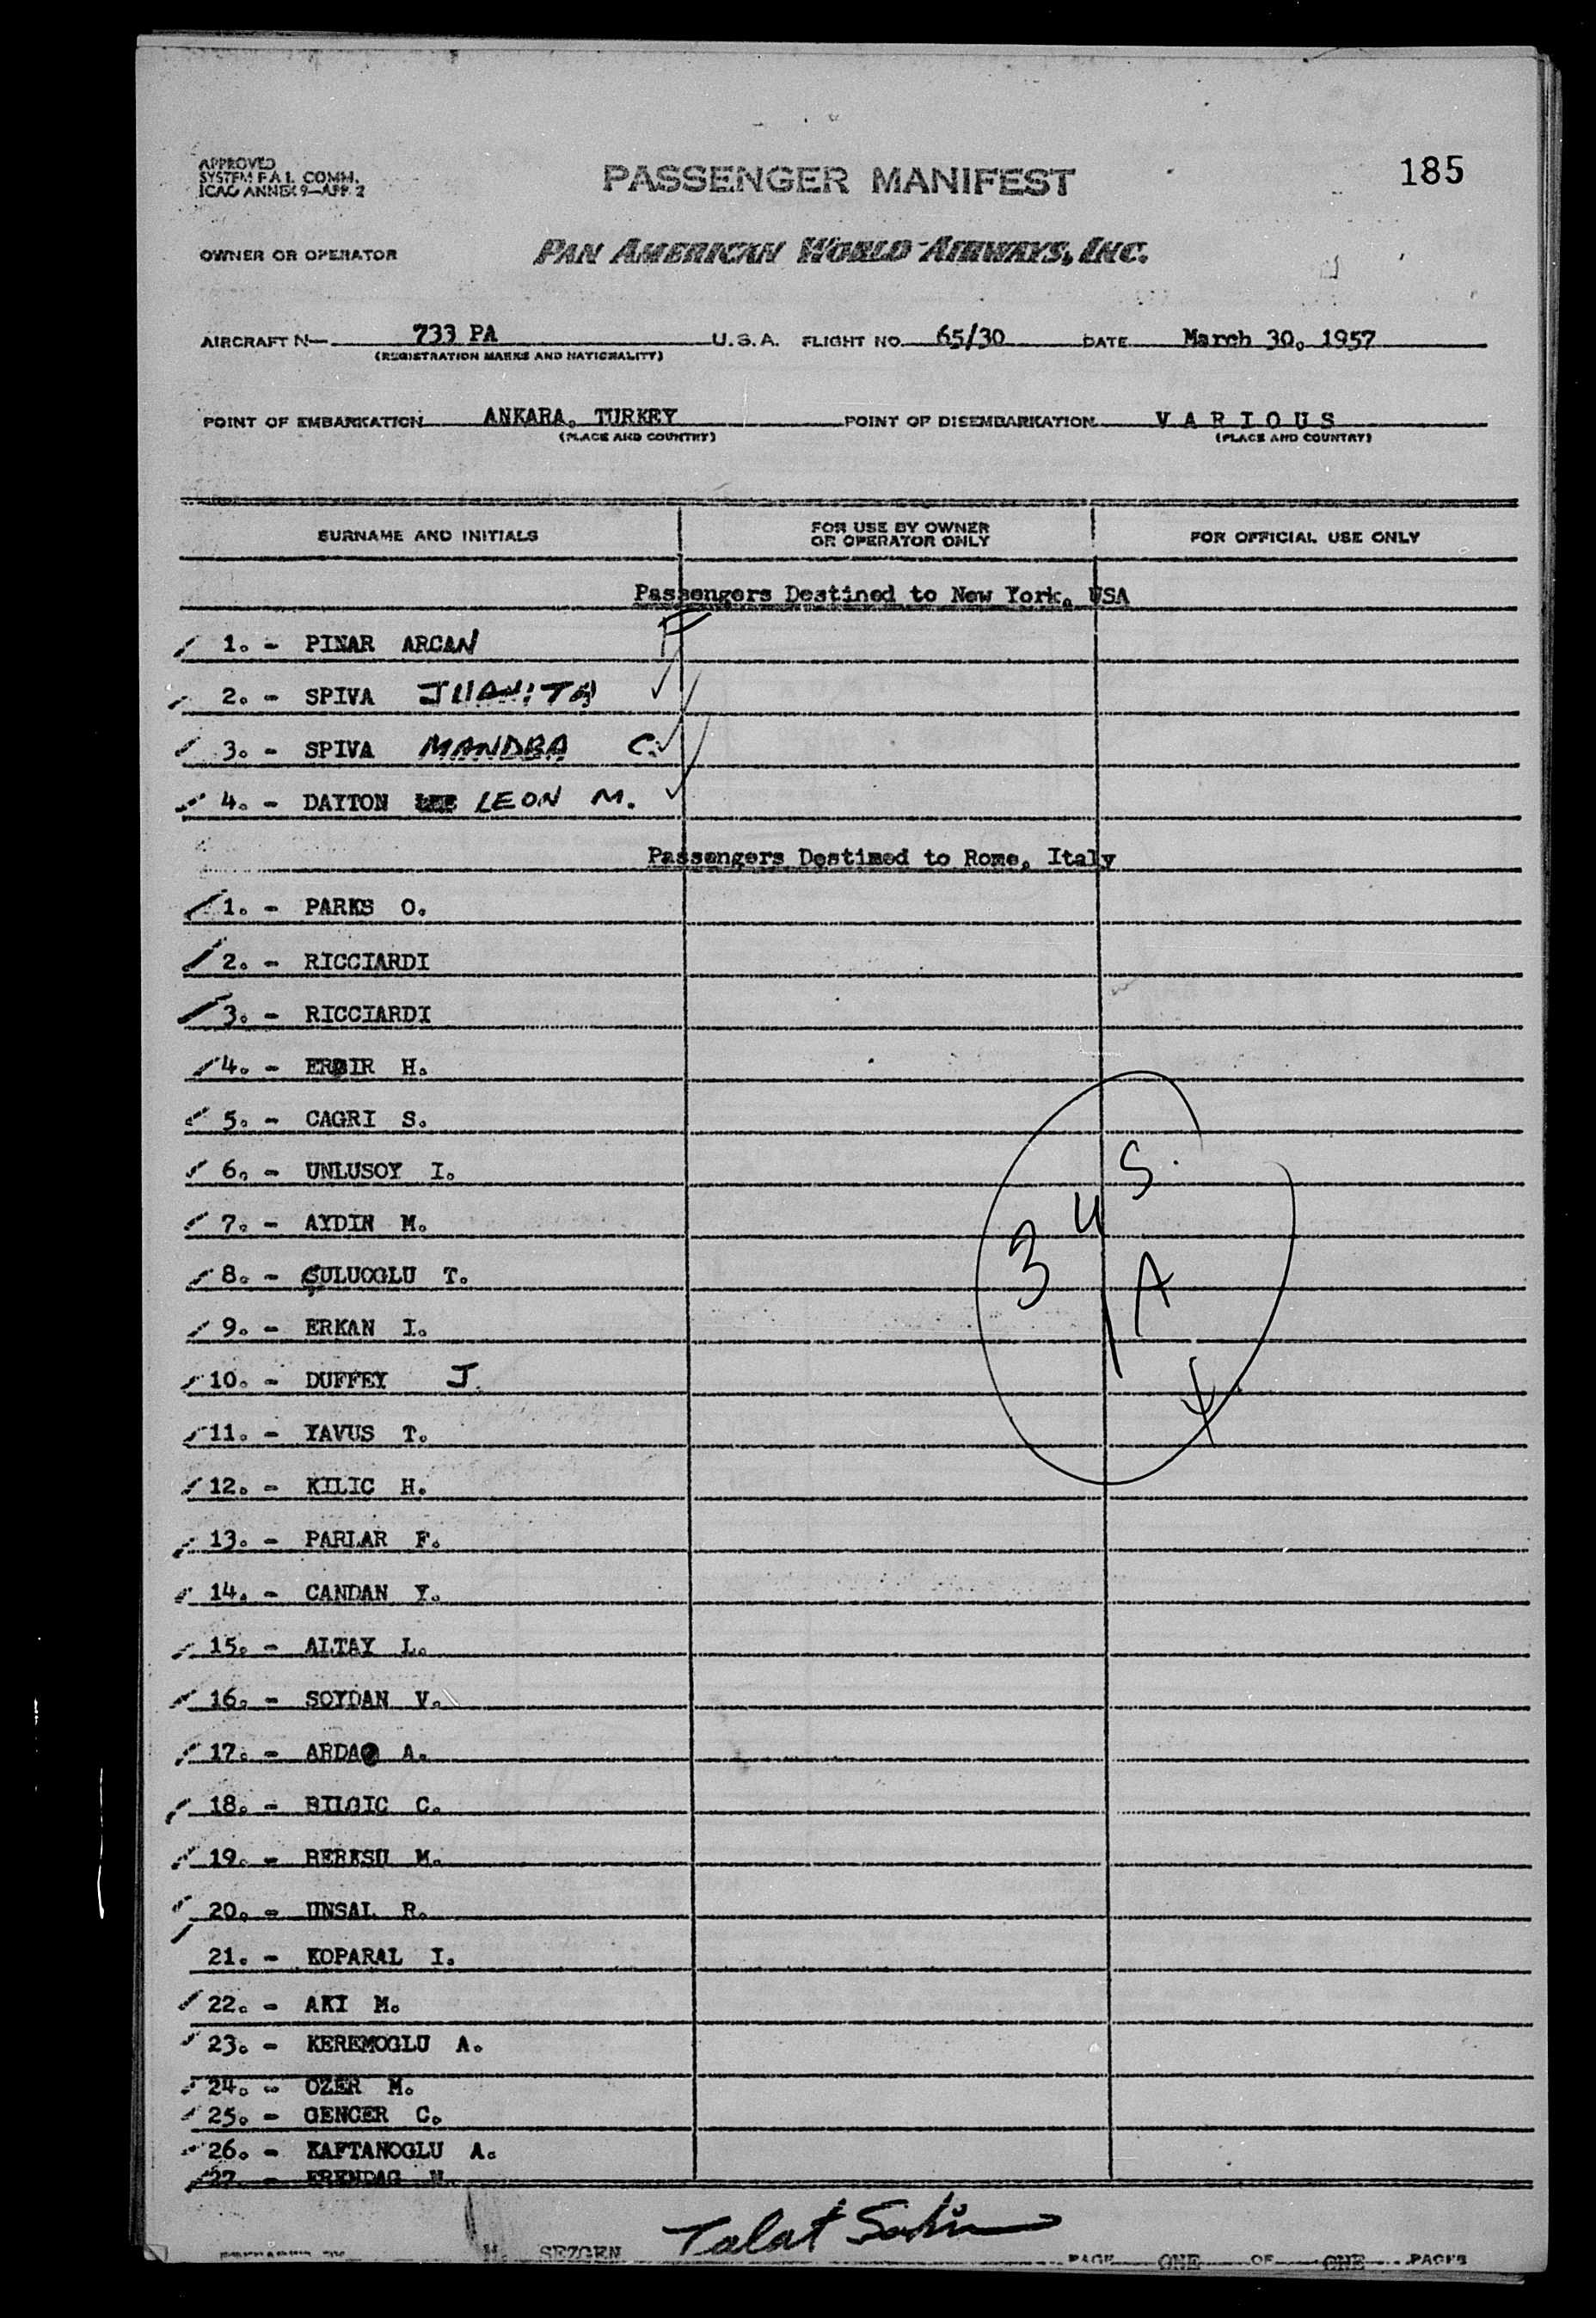 APPROVED
SYSTEM F.A.L. COMM.
ICAO ANNEX 9—APP. 2
PASSENGER MANIFEST
185
OWNER OR OPERATOR PAN AMERICAN WORLD AIRWAYS, INC.
AIRCRAFT N— 733 PA U.S.A. FLIGHT NO. 65/30 DATE March 30, 1957
(REGISTRATION MARKS AND NATIONALITY)
POINT OF EMBARKATION ANKARA, TURKEY POINT OF DISEMBARKATION V A R I O U S
(PLACE AND COUNTRY) (PLACE AND COUNTRY)
SURNAME AND INITIALS
FOR USE BY OWNER
OR OPERATOR ONLY
FOR OFFICIAL USE ONLY
Passengers Destined to New York, USA
1. - PINAR ARCAN F
2. - SPIVA JUANITA
3. - SPIVA MANDRA C.
4. - DAYTON LEON M.
Passengers Destined to Rome, Italy
1. - PARKS O.
2. - RICCIARDI
3. - RICCIARDI
4. - H.
5. - CAGRI S.
6. - UNLUSOY I.
7. - AYDIN M.
8. - ÇULUOGLU T.
9. - ERKAN I.
10. - DUFFEY J.
11. - YAVUS T.
12. - KILIC H.
13. - PARLAR F.
14. - CANDAN Y.
15. - ALTAY L.
16. - SOYDAN V.
17. - A.
18. - BILGIC C.
19. - BERKSU M.
20. - UNSAL R.
21. - KOPARAL I.
22. - AKI M.
23. - KEREMOGLU A.
24. - OZER M.
25. - GENCER C.
26. - KAFTANOGLU A.
27. - ERENDAG
3 U S A 4
Talat Sahin
M. SEZGEN
PAGE ONE OF ONE PAGES